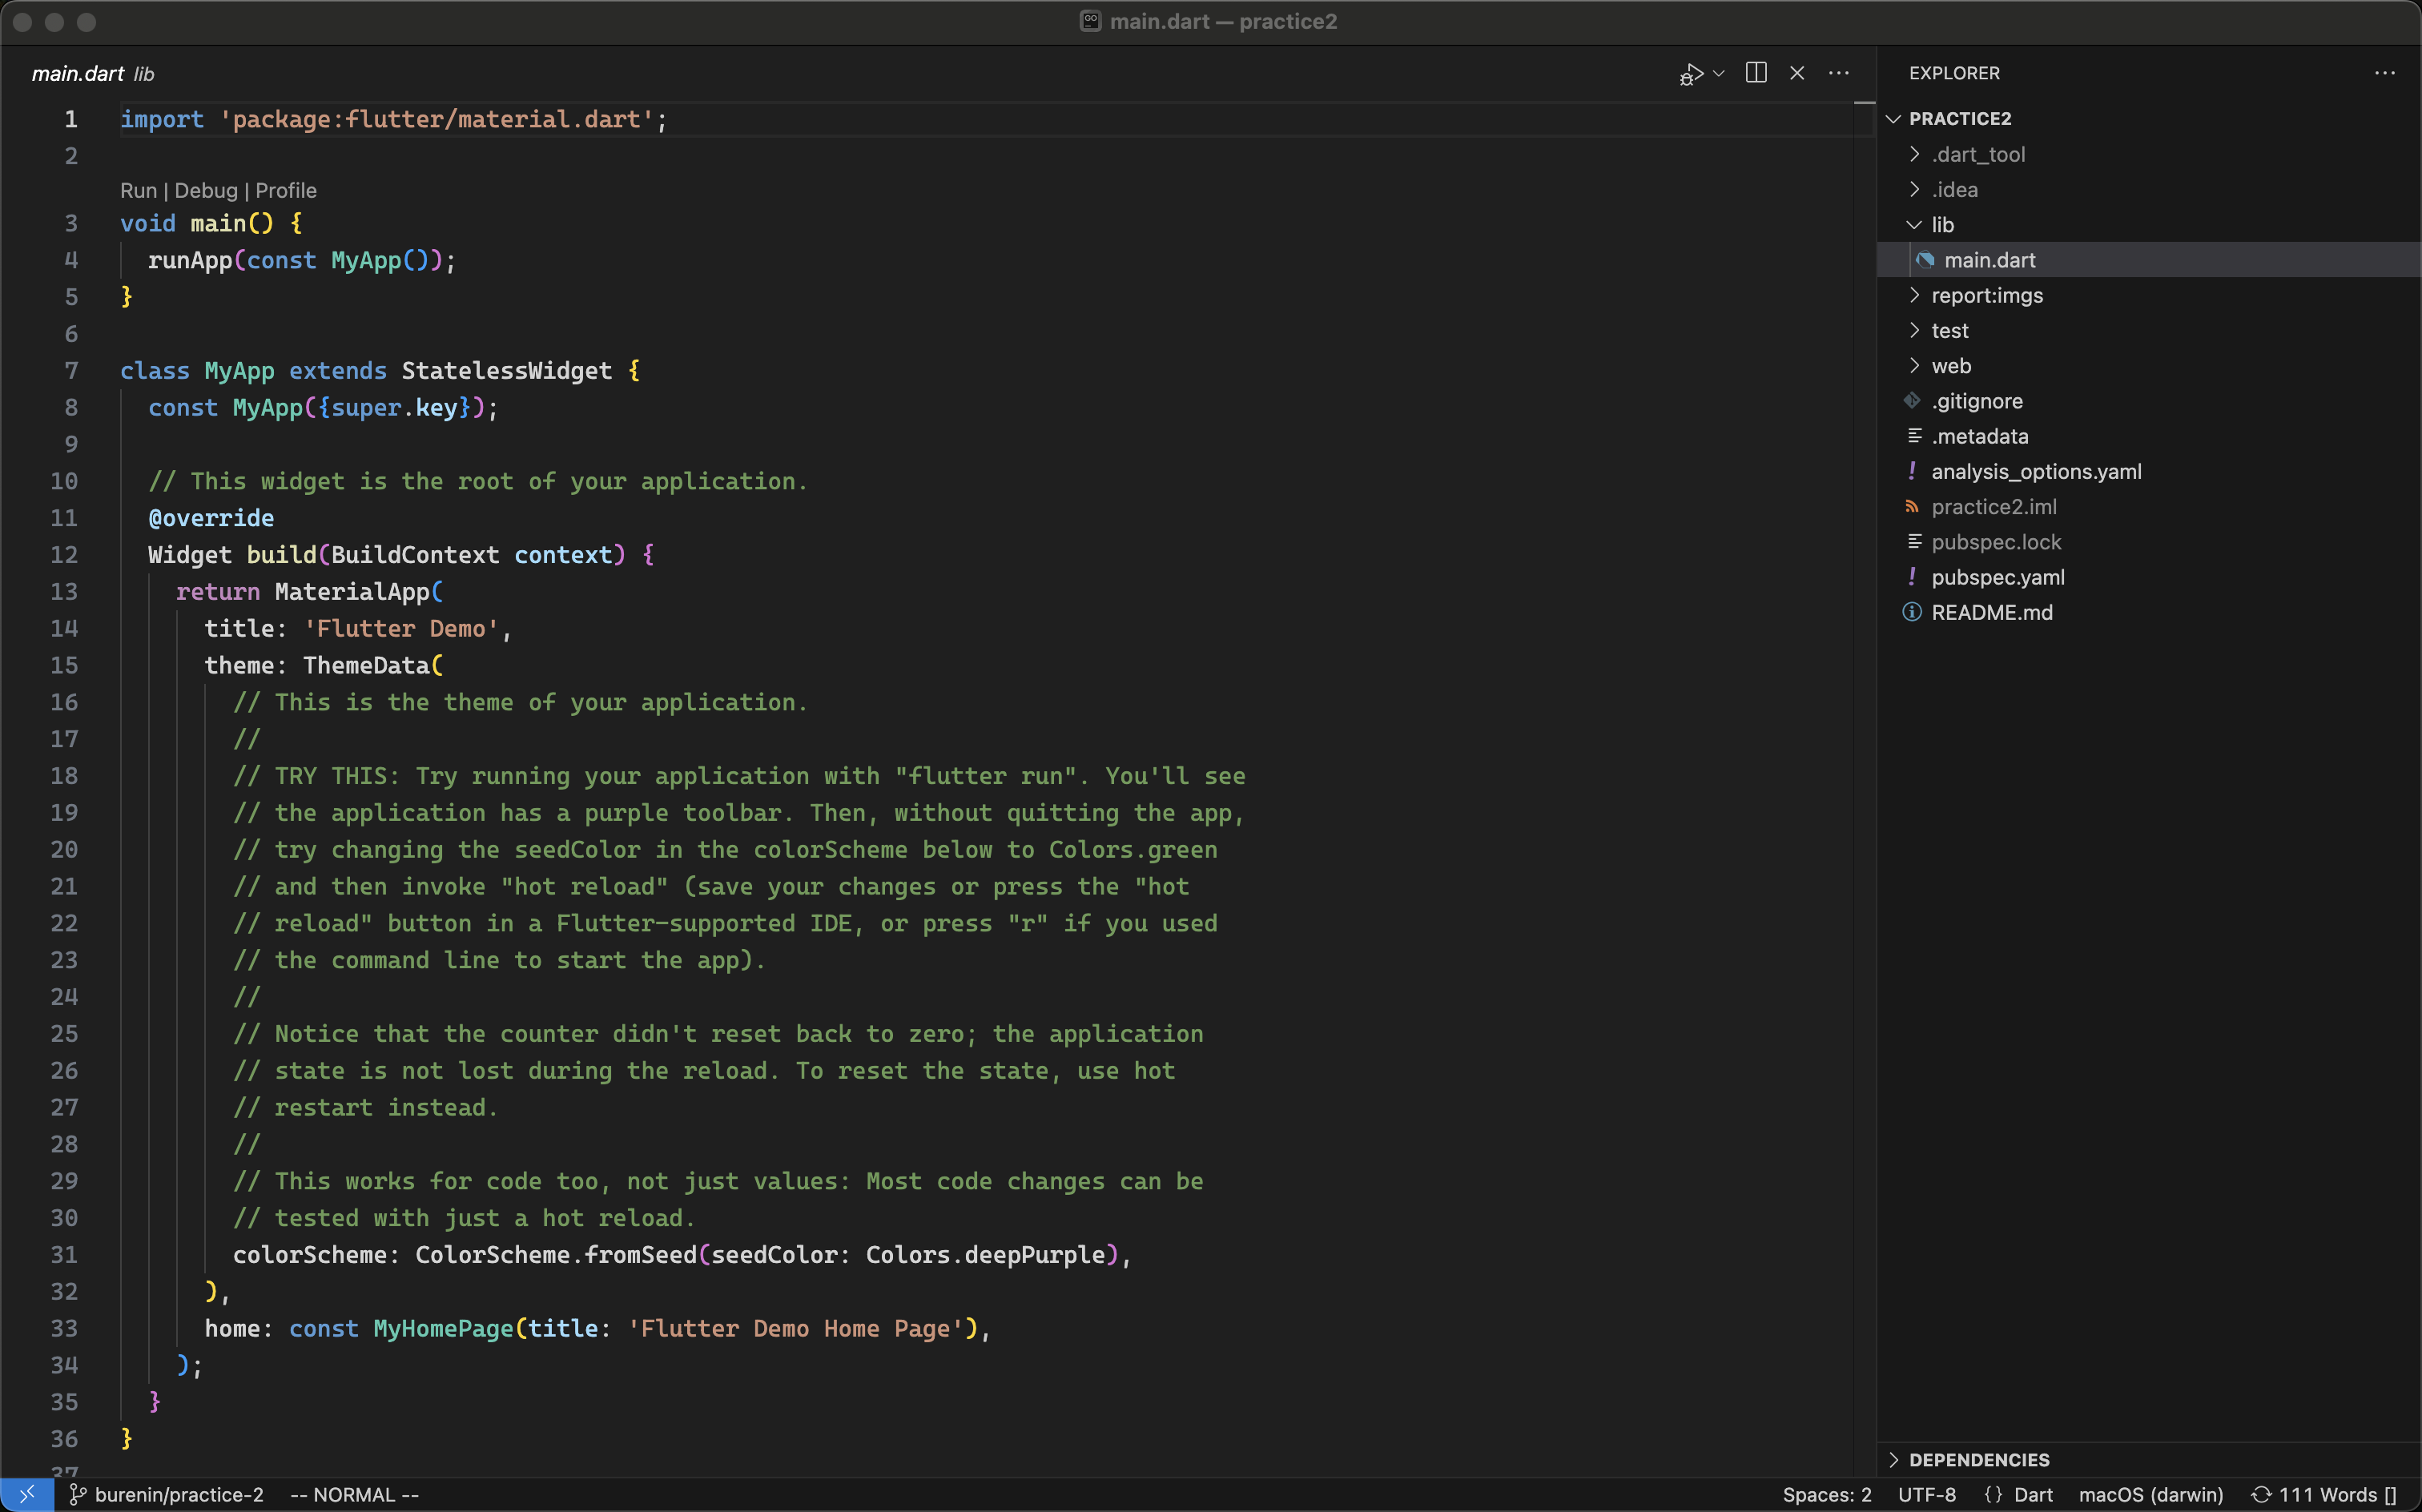 main.dart — practice2
main.dart lib
1 import 'package:flutter/material.dart';
2
Run | Debug | Profile
3 void main() {
4   runApp(const MyApp());
5 }
6
7 class MyApp extends StatelessWidget {
8   const MyApp({super.key});
9
10   // This widget is the root of your application.
11   @override
12   Widget build(BuildContext context) {
13     return MaterialApp(
14       title: 'Flutter Demo',
15       theme: ThemeData(
16         // This is the theme of your application.
17         //
18         // TRY THIS: Try running your application with "flutter run". You'll see
19         // the application has a purple toolbar. Then, without quitting the app,
20         // try changing the seedColor in the colorScheme below to Colors.green
21         // and then invoke "hot reload" (save your changes or press the "hot
22         // reload" button in a Flutter-supported IDE, or press "r" if you used
23         // the command line to start the app).
24         //
25         // Notice that the counter didn't reset back to zero; the application
26         // state is not lost during the reload. To reset the state, use hot
27         // restart instead.
28         //
29         // This works for code too, not just values: Most code changes can be
30         // tested with just a hot reload.
31         colorScheme: ColorScheme.fromSeed(seedColor: Colors.deepPurple),
32       ),
33       home: const MyHomePage(title: 'Flutter Demo Home Page'),
34     );
35   }
36 }
37
EXPLORER
PRACTICE2
.dart_tool
.idea
lib
main.dart
report:imgs
test
web
.gitignore
.metadata
analysis_options.yaml
practice2.iml
pubspec.lock
pubspec.yaml
README.md
DEPENDENCIES
burenin/practice-2 -- NORMAL -- Spaces: 2 UTF-8 {} Dart macOS (darwin) 111 Words []